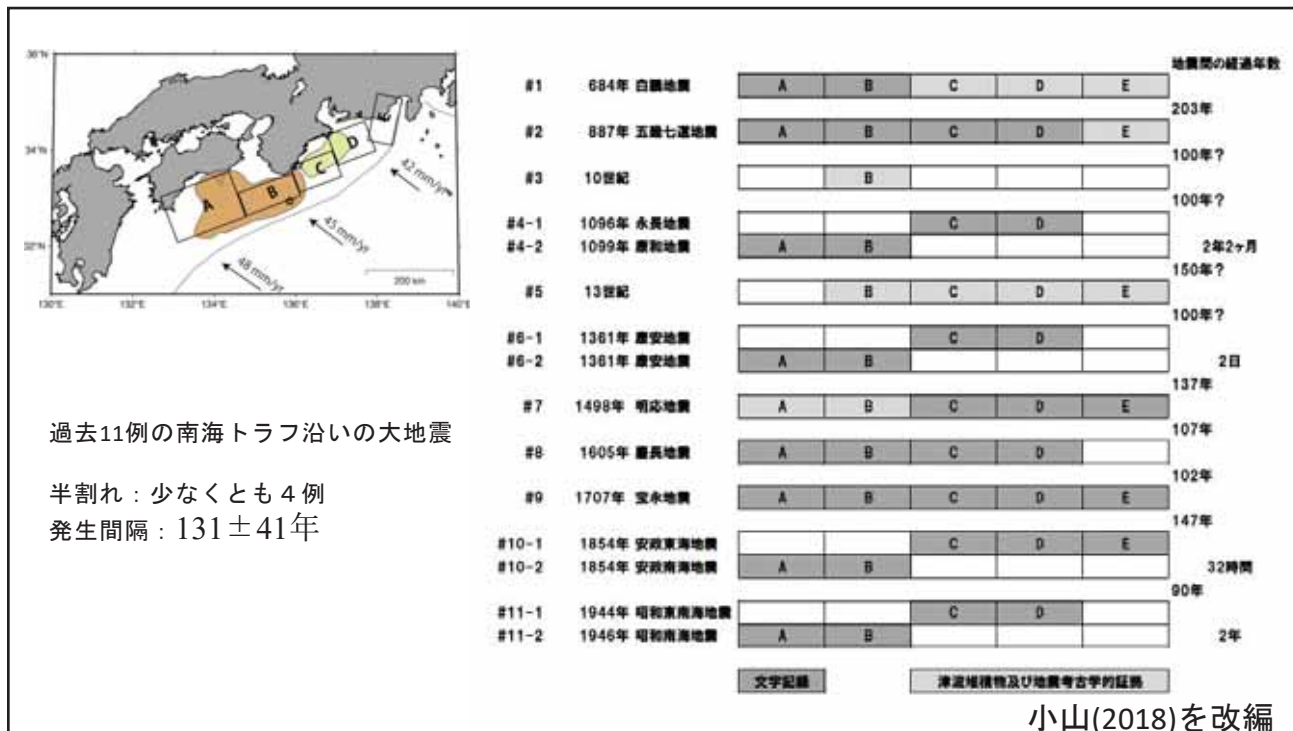 36°N
34°N
32°N
130°E
132°E
134°E
136°E
138°E
140°E
A
B
C
D
E
42 mm/yr
45 mm/yr
48 mm/yr
200 km
過去11例の南海トラフ沿いの大地震
半割れ：少なくとも４例
発生間隔：131±41年
地震間の経過年数
#1 684年 白鳳地震 A B C D E
203年
#2 887年 五畿七道地震 A B C D E
100年?
#3 10世紀 B
100年?
#4-1 1096年 永長地震 C D
#4-2 1099年 康和地震 A B 2年2ヶ月
150年?
#5 13世紀 B C D E
100年?
#6-1 1361年 康安地震 C D
#6-2 1361年 康安地震 A B 2日
137年
#7 1498年 明応地震 A B C D E
107年
#8 1605年 慶長地震 A B C D
102年
#9 1707年 宝永地震 A B C D E
147年
#10-1 1854年 安政東海地震 C D E
#10-2 1854年 安政南海地震 A B 32時間
90年
#11-1 1944年 昭和東南海地震 C D
#11-2 1946年 昭和南海地震 A B 2年
文字記録
津波堆積物及び地震考古学的証拠
小山(2018)を改編